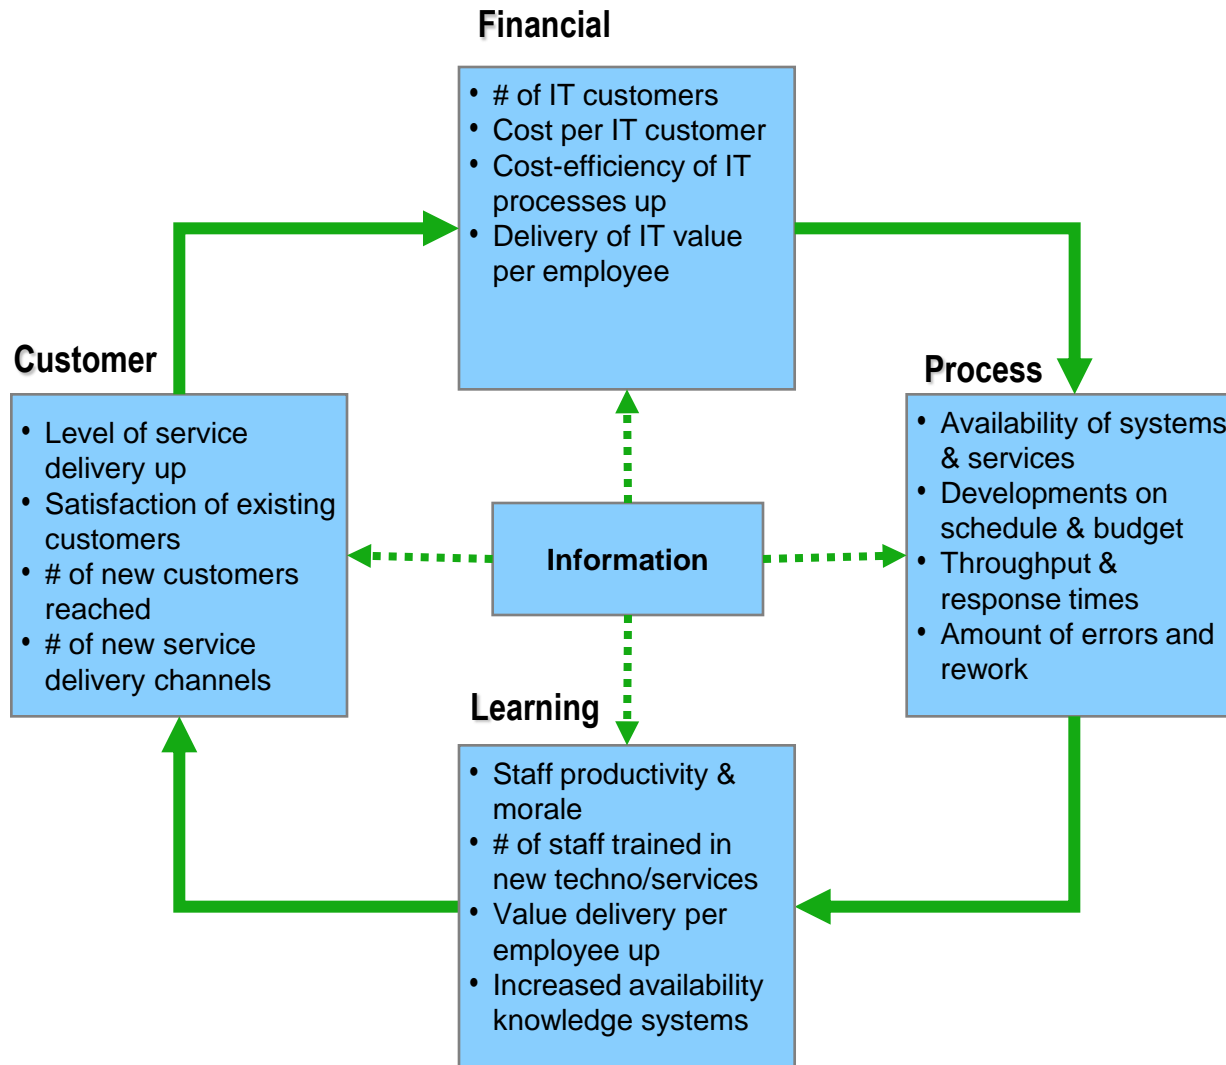 Financial
• # of IT customers
• Cost per IT customer
• Cost-efficiency of IT
processes up
• Delivery of IT value
per employee
Customer
• Level of service
delivery up
• Satisfaction of existing
customers
• # of new customers
reached
• # of new service
delivery channels
Process
• Availability of systems
& services
• Developments on
schedule & budget
• Throughput &
response times
• Amount of errors and
rework
Information
Learning
• Staff productivity &
morale
• # of staff trained in
new techno/services
• Value delivery per
employee up
• Increased availability
knowledge systems